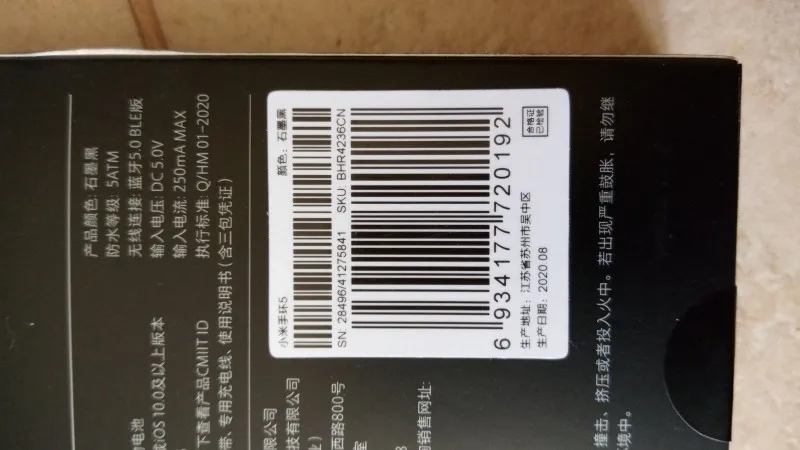 产品颜色: 石墨黑
防水等级: 5ATM
无线连接: 蓝牙5.0 BLE版
输入电压: DC 5.0V
输入电流: 250mA MAX
执行标准: Q/HM 01-2020
电池
iOS 10.0及以上版本
下查看产品CMIIT ID
带、专用充电线、使用说明书(含三包凭证)
小米手环5 颜色: 石墨黑
SN: 28496/41275841 SKU: BHR4236CN
6 934177 720192
生产地址: 江苏省苏州市吴中区
生产日期: 2020 08
合格证
已检验
限公司
技有限公司
业)
西路800号
室
销售网址:
撞击、挤压或者投入火中。若出现严重鼓胀,请勿继
环境中。